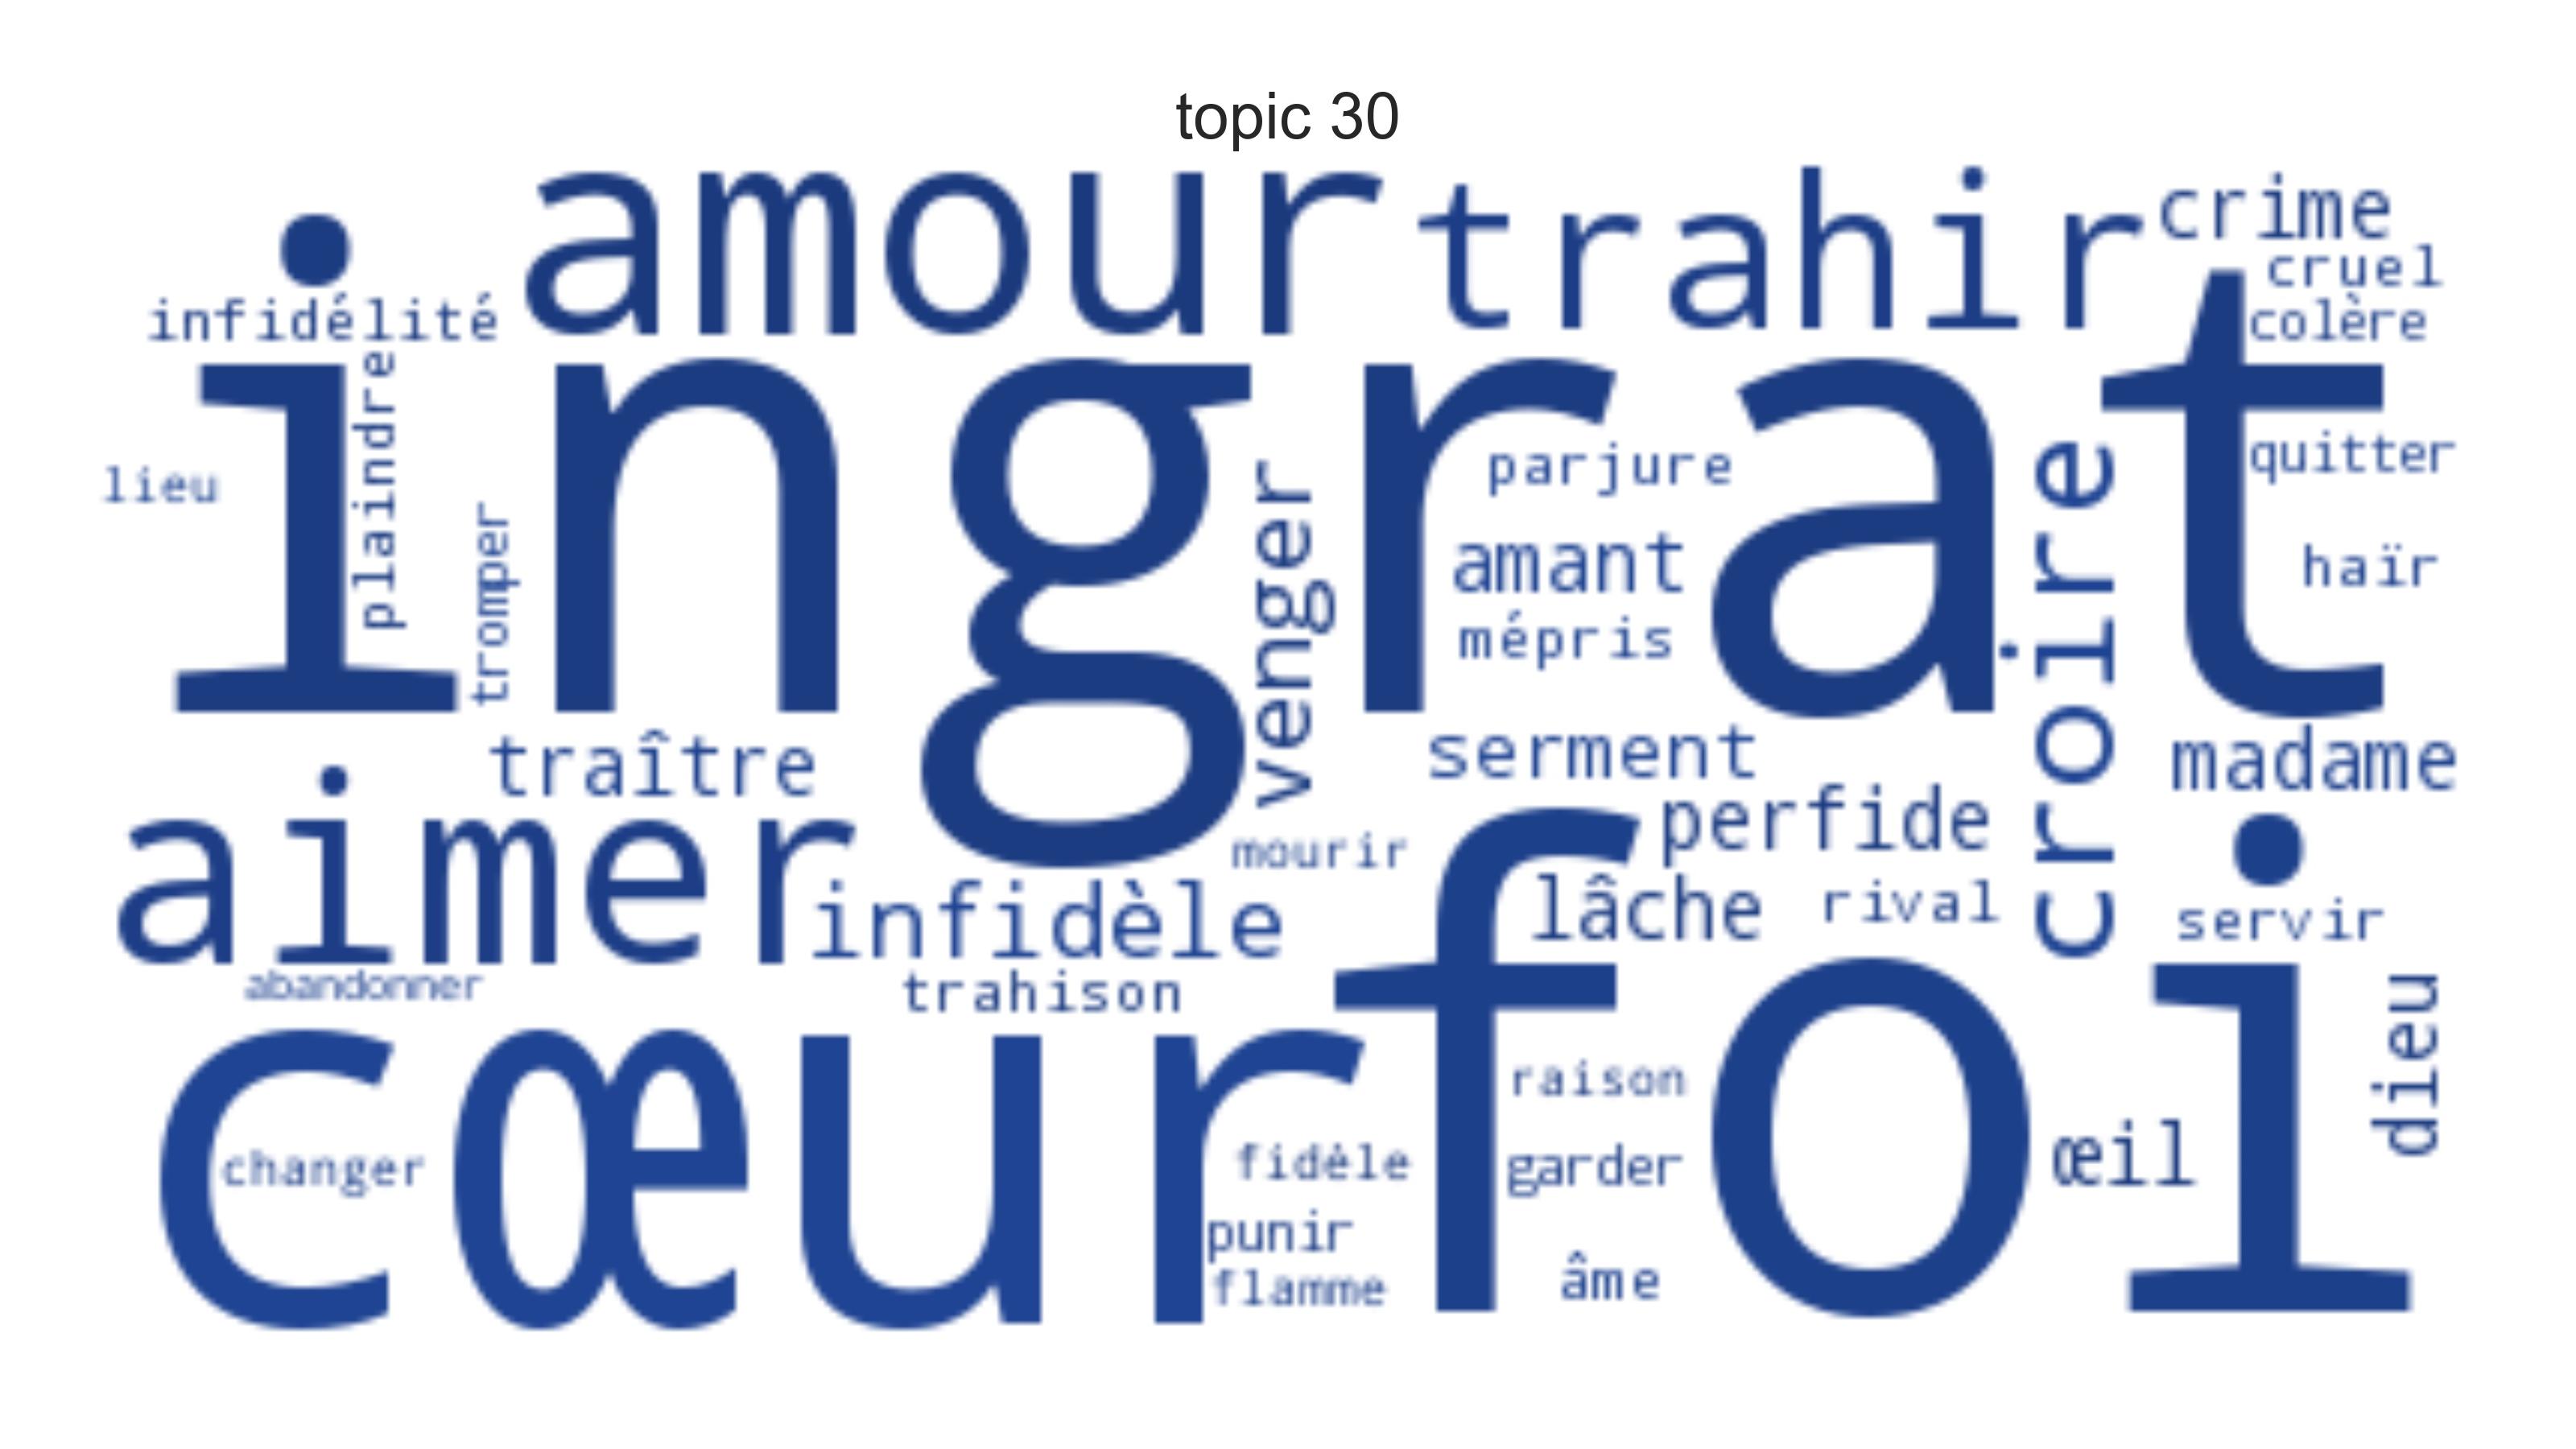 topic 30
amour
trahir
crime
cruel
colère
infidélité
ingrat
plaindre
lieu
tromper
venger
parjure
amant
mépris
croire
quitter
haïr
traître
serment
madame
aimer
perfide
mourir
infidèle
lâche
rival
servir
abandonner
trahison
cœur
foi
dieu
raison
changer
fidèle
garder
œil
punir
flamme
âme